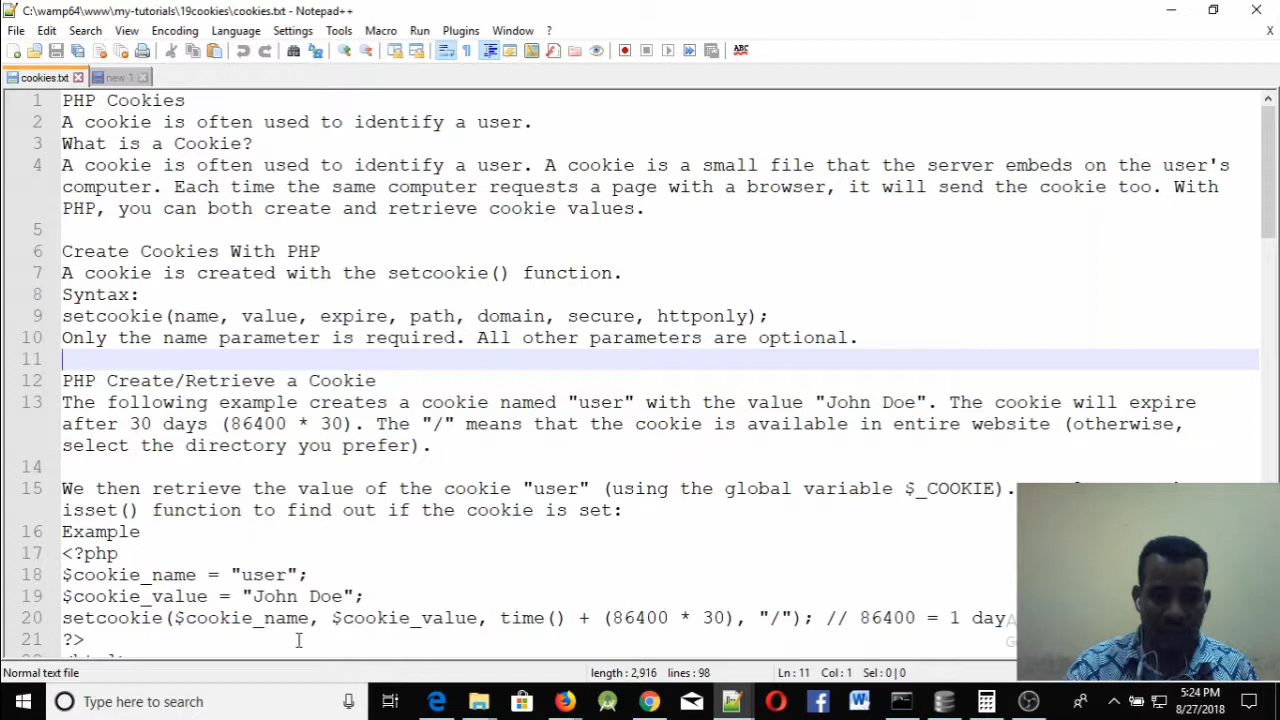 C:\wamp64\www\my-tutorials\19cookies\cookies.txt - Notepad++
File Edit Search View Encoding Language Settings Tools Macro Run Plugins Window ? X
cookies.txt new 1
1 PHP Cookies
2 A cookie is often used to identify a user.
3 What is a Cookie?
4 A cookie is often used to identify a user. A cookie is a small file that the server embeds on the user's
computer. Each time the same computer requests a page with a browser, it will send the cookie too. With
PHP, you can both create and retrieve cookie values.
5
6 Create Cookies With PHP
7 A cookie is created with the setcookie() function.
8 Syntax:
9 setcookie(name, value, expire, path, domain, secure, httponly);
10 Only the name parameter is required. All other parameters are optional.
11
12 PHP Create/Retrieve a Cookie
13 The following example creates a cookie named "user" with the value "John Doe". The cookie will expire
after 30 days (86400 * 30). The "/" means that the cookie is available in entire website (otherwise,
select the directory you prefer).
14
15 We then retrieve the value of the cookie "user" (using the global variable $_COOKIE).
isset() function to find out if the cookie is set:
16 Example
17 <?php
18 $cookie_name = "user";
19 $cookie_value = "John Doe";
20 setcookie($cookie_name, $cookie_value, time() + (86400 * 30), "/"); // 86400 = 1 day
21 ?>
Normal text file length : 2,916 lines : 98 Ln : 11 Col : 1 Sel : 0 | 0
Type here to search
5:24 PM
8/27/2018